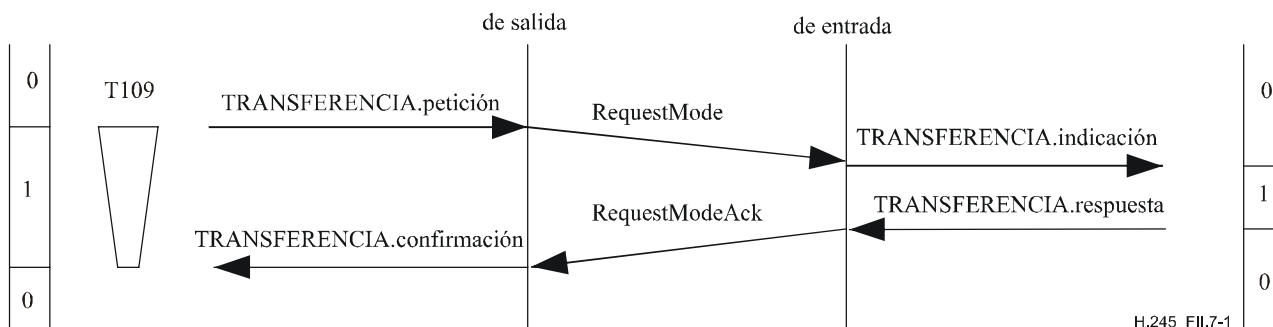 de salida
de entrada
0
T109
TRANSFERENCIA.petición
RequestMode
0
TRANSFERENCIA.indicación
1
1
RequestModeAck
TRANSFERENCIA.respuesta
TRANSFERENCIA.confirmación
0
0
H.245_FII.7-1